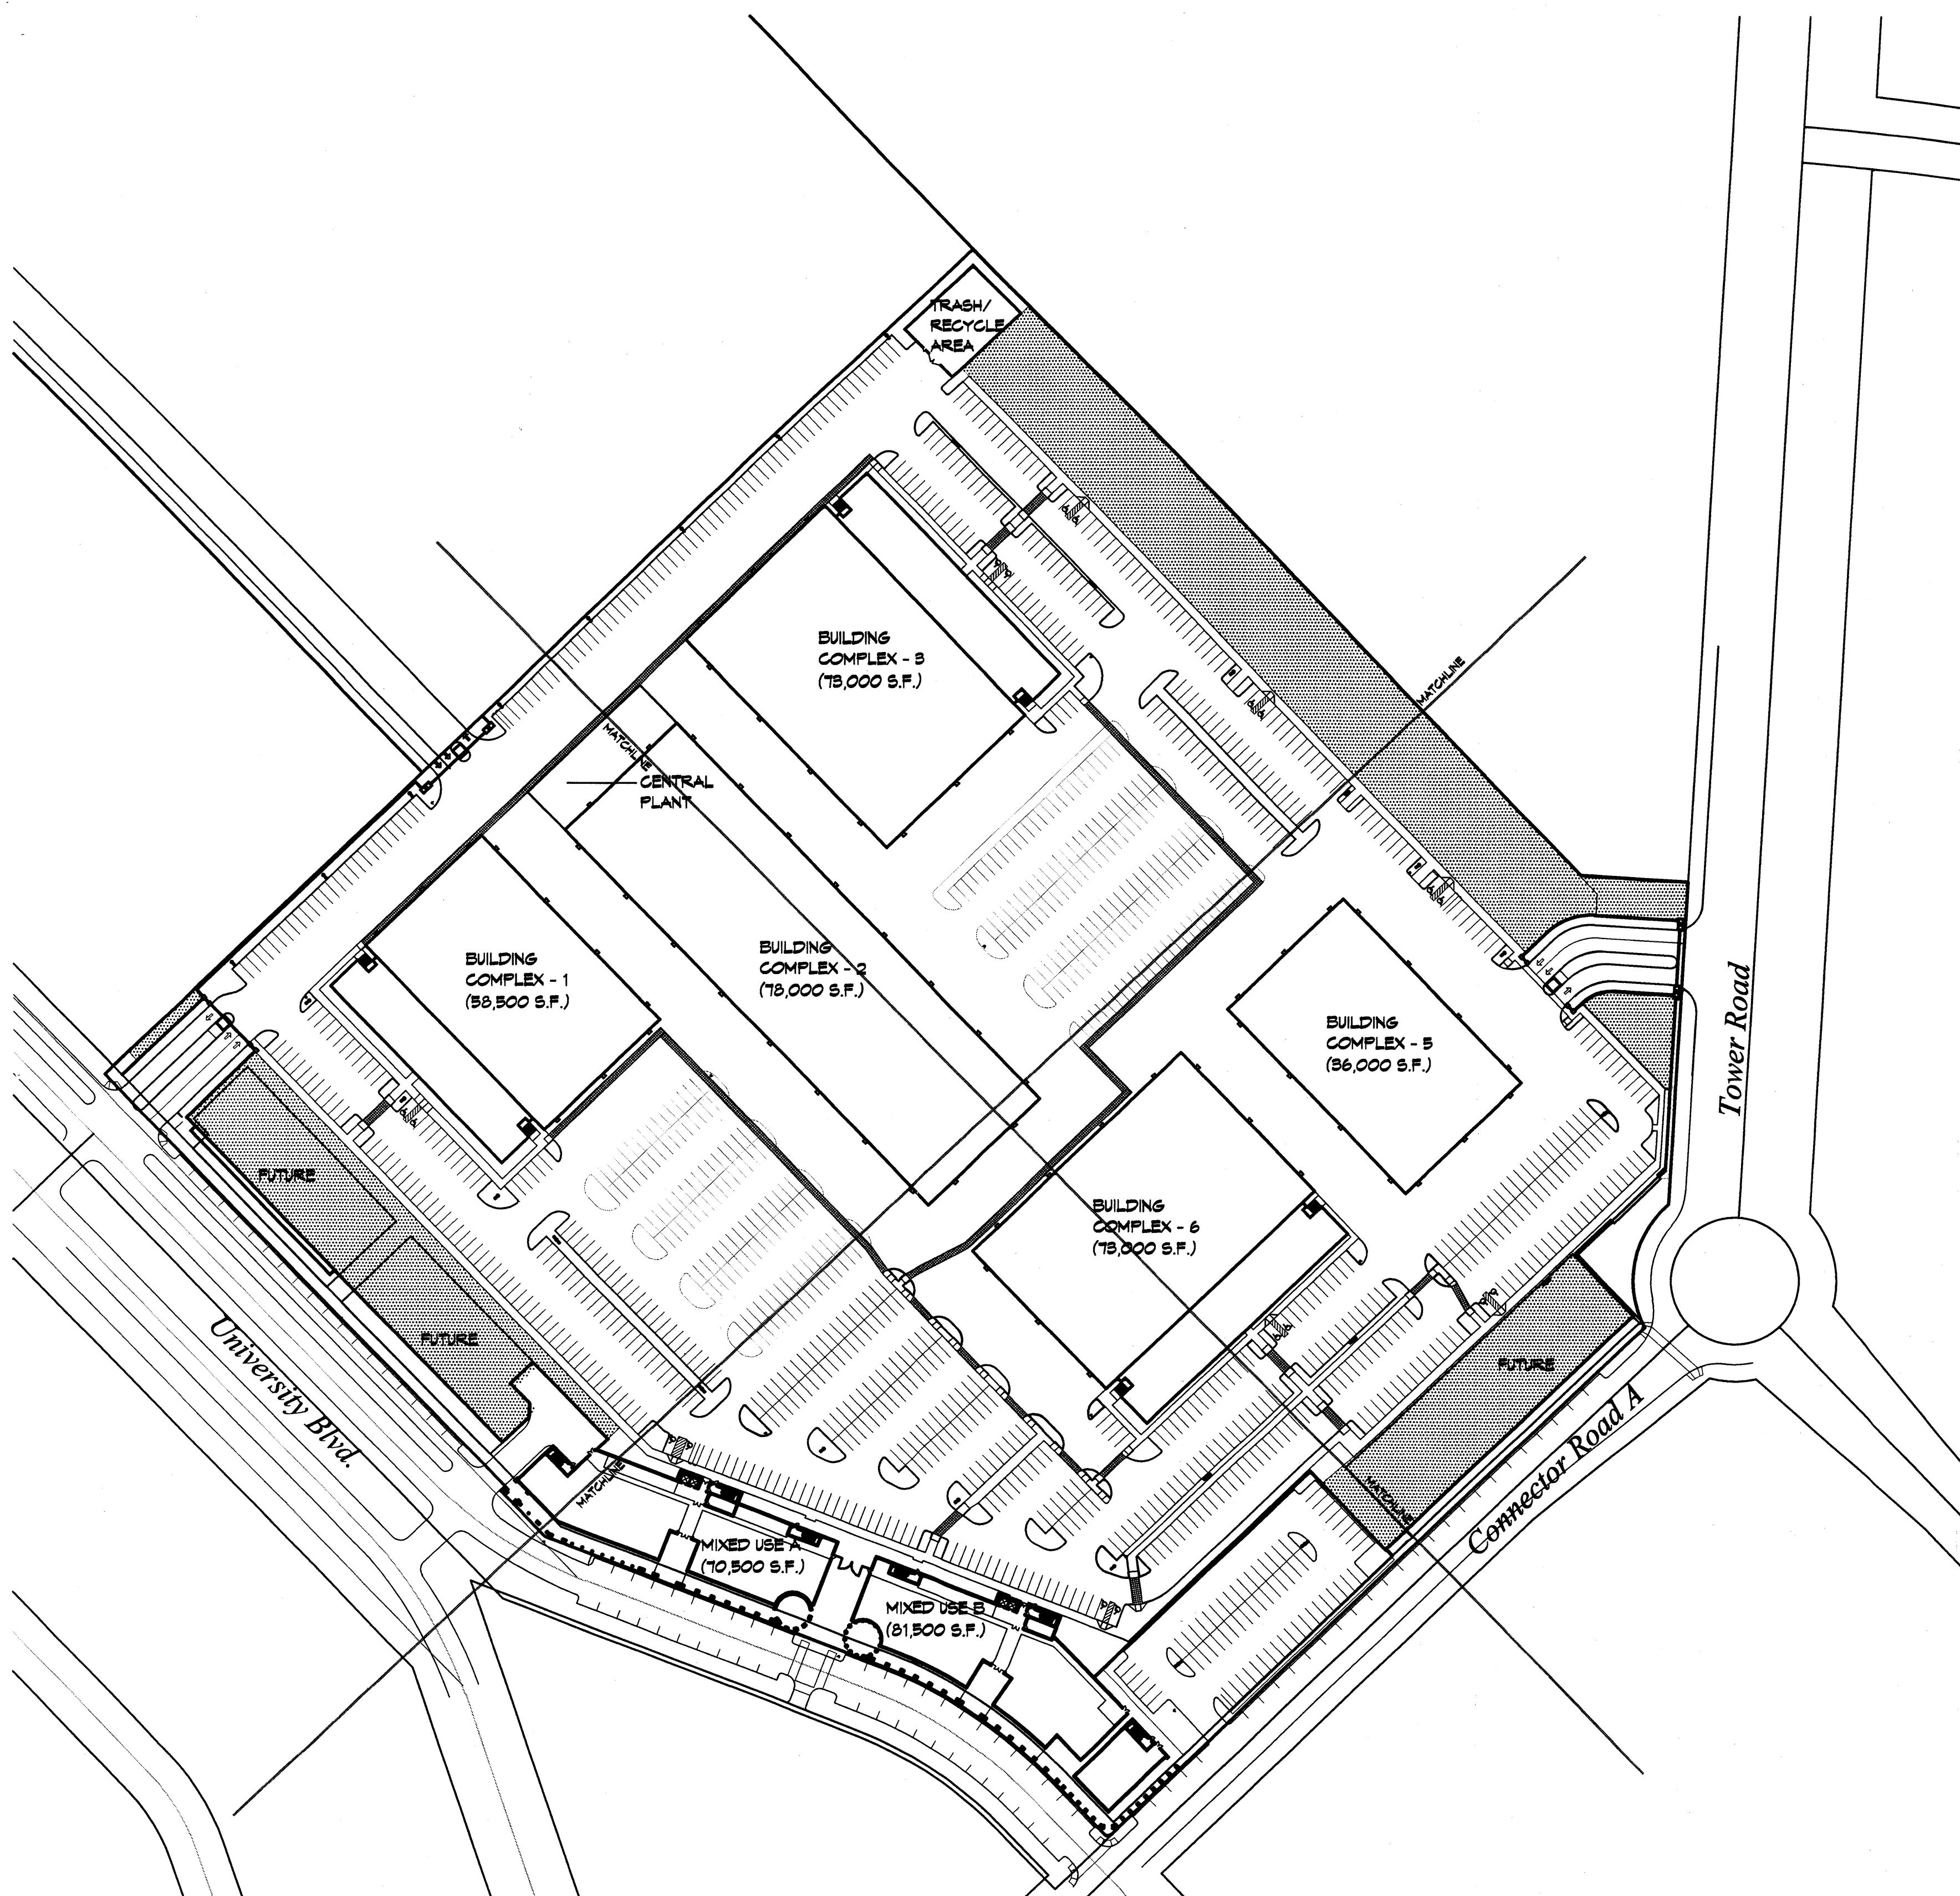 TRASH/
RECYCLE
AREA
BUILDING
COMPLEX - 3
(73,000 S.F.)
MATCHLINE
MATCHLINE
CENTRAL
PLANT
BUILDING
COMPLEX - 1
(58,500 S.F.)
BUILDING
COMPLEX - 2
(78,000 S.F.)
BUILDING
COMPLEX - 5
(36,000 S.F.)
Tower Road
FUTURE
BUILDING
COMPLEX - 6
(73,000 S.F.)
FUTURE
FUTURE
University Blvd.
Connector Road A
MATCHLINE
MATCHLINE
MIXED USE A
(70,500 S.F.)
MIXED USE B
(81,500 S.F.)